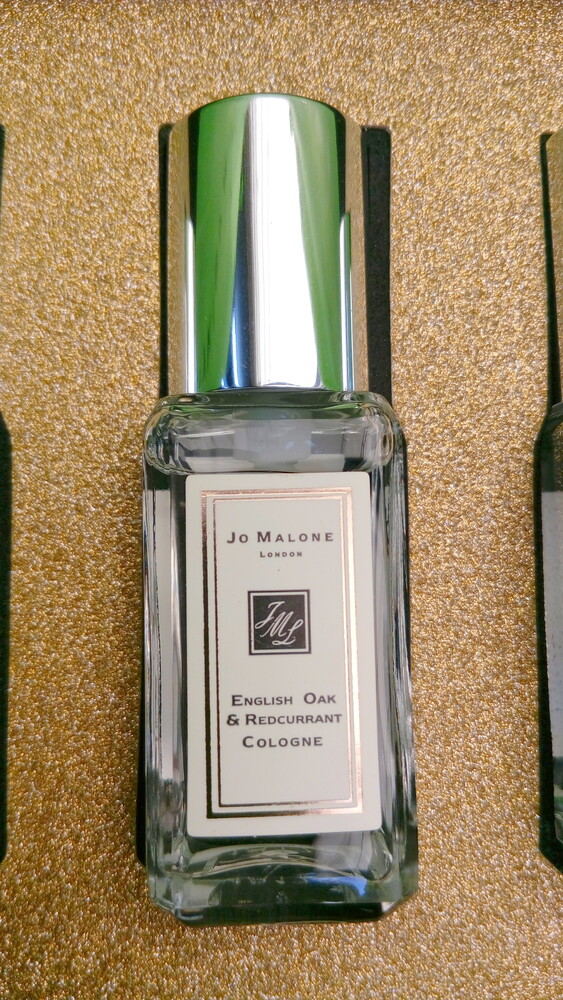 Jo Malone
London
JML
English Oak
& Redcurrant
Cologne